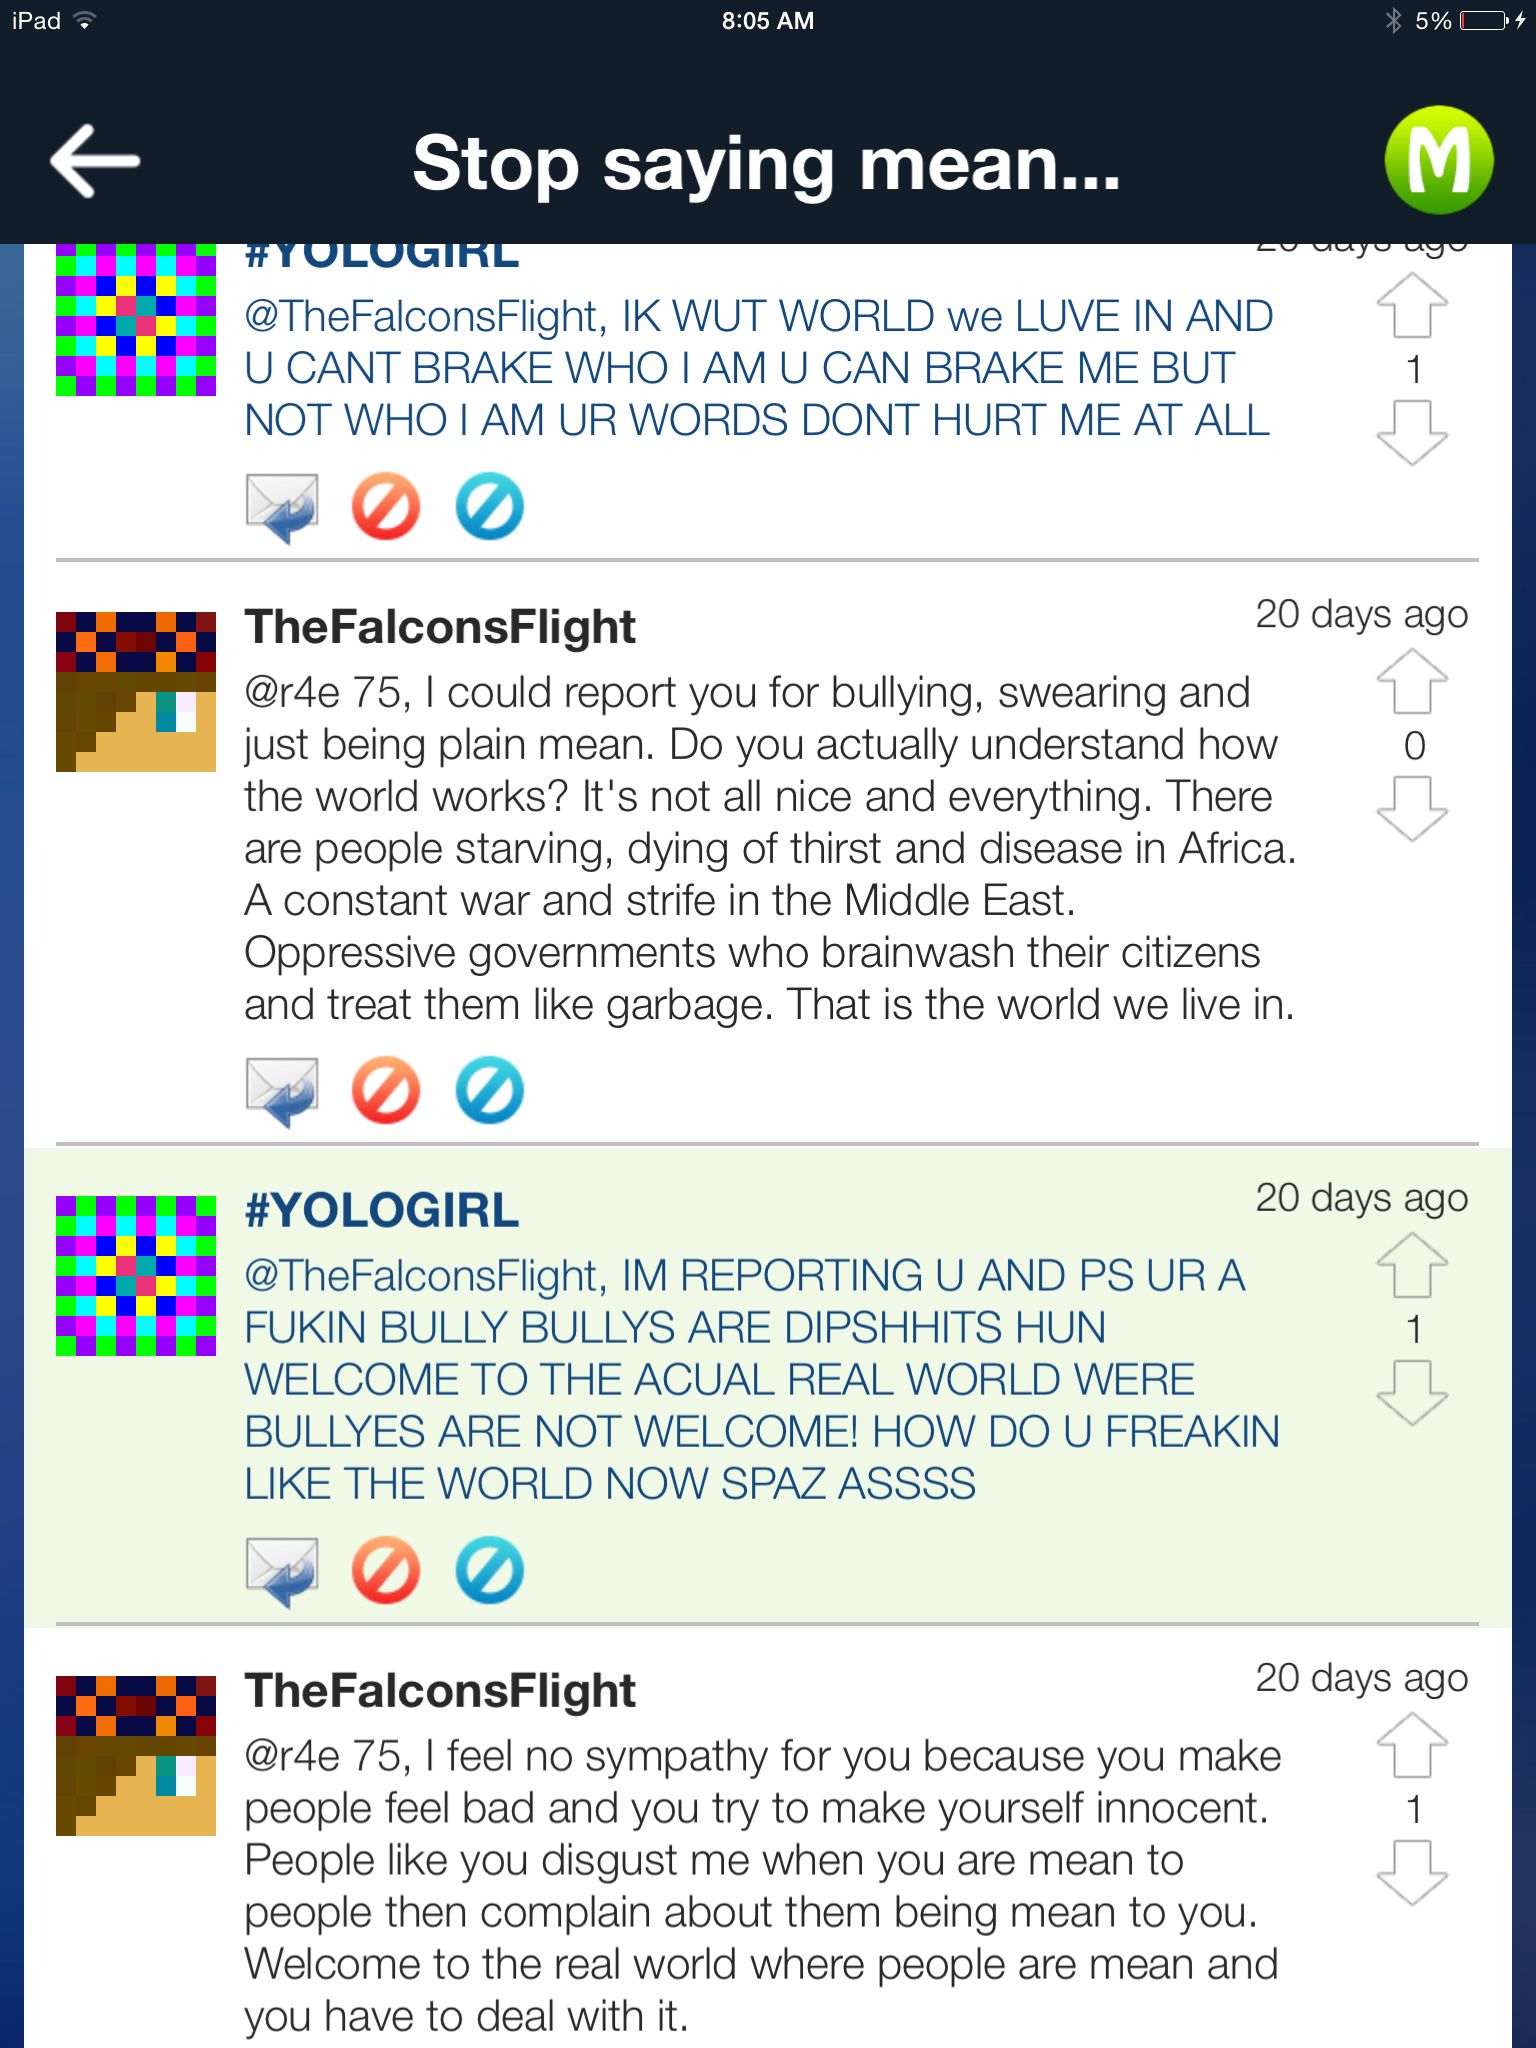 iPad 8:05 AM 5%
Stop saying mean... M
#YOLOGIRL 20 days ago
@TheFalconsFlight, IK WUT WORLD we LUVE IN AND
U CANT BRAKE WHO I AM U CAN BRAKE ME BUT
1
NOT WHO I AM UR WORDS DONT HURT ME AT ALL
TheFalconsFlight 20 days ago
@r4e 75, I could report you for bullying, swearing and
just being plain mean. Do you actually understand how
0
the world works? It's not all nice and everything. There
are people starving, dying of thirst and disease in Africa.
A constant war and strife in the Middle East.
Oppressive governments who brainwash their citizens
and treat them like garbage. That is the world we live in.
#YOLOGIRL 20 days ago
@TheFalconsFlight, IM REPORTING U AND PS UR A
FUKIN BULLY BULLYS ARE DIPSHHITS HUN
1
WELCOME TO THE ACUAL REAL WORLD WERE
BULLYES ARE NOT WELCOME! HOW DO U FREAKIN
LIKE THE WORLD NOW SPAZ ASSSS
TheFalconsFlight 20 days ago
@r4e 75, I feel no sympathy for you because you make
people feel bad and you try to make yourself innocent.
1
People like you disgust me when you are mean to
people then complain about them being mean to you.
Welcome to the real world where people are mean and
you have to deal with it.